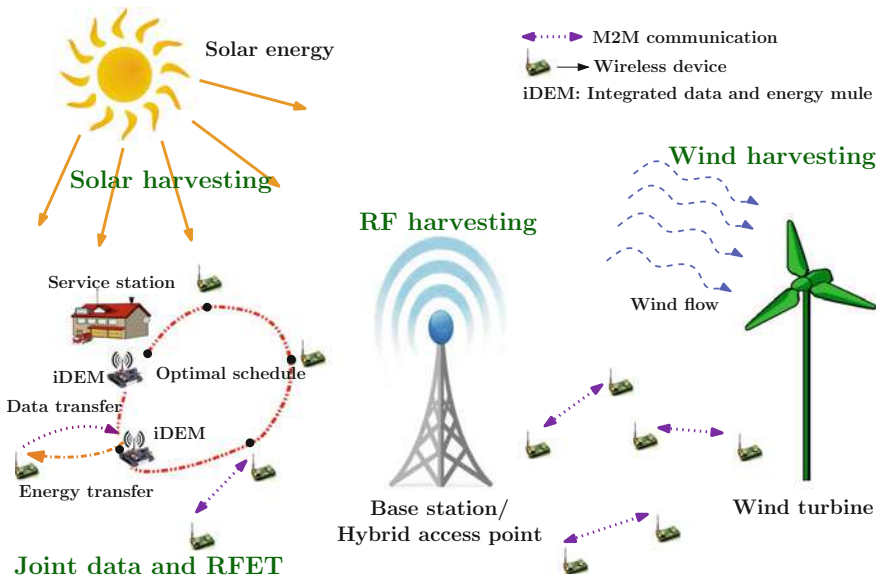 Solar energy
M2M communication
Wireless device
iDEM: Integrated data and energy mule
Solar harvesting
Wind harvesting
RF harvesting
Service station
Wind flow
iDEM
Optimal schedule
Data transfer
iDEM
Energy transfer
Base station/
Hybrid access point
Wind turbine
Joint data and RFET